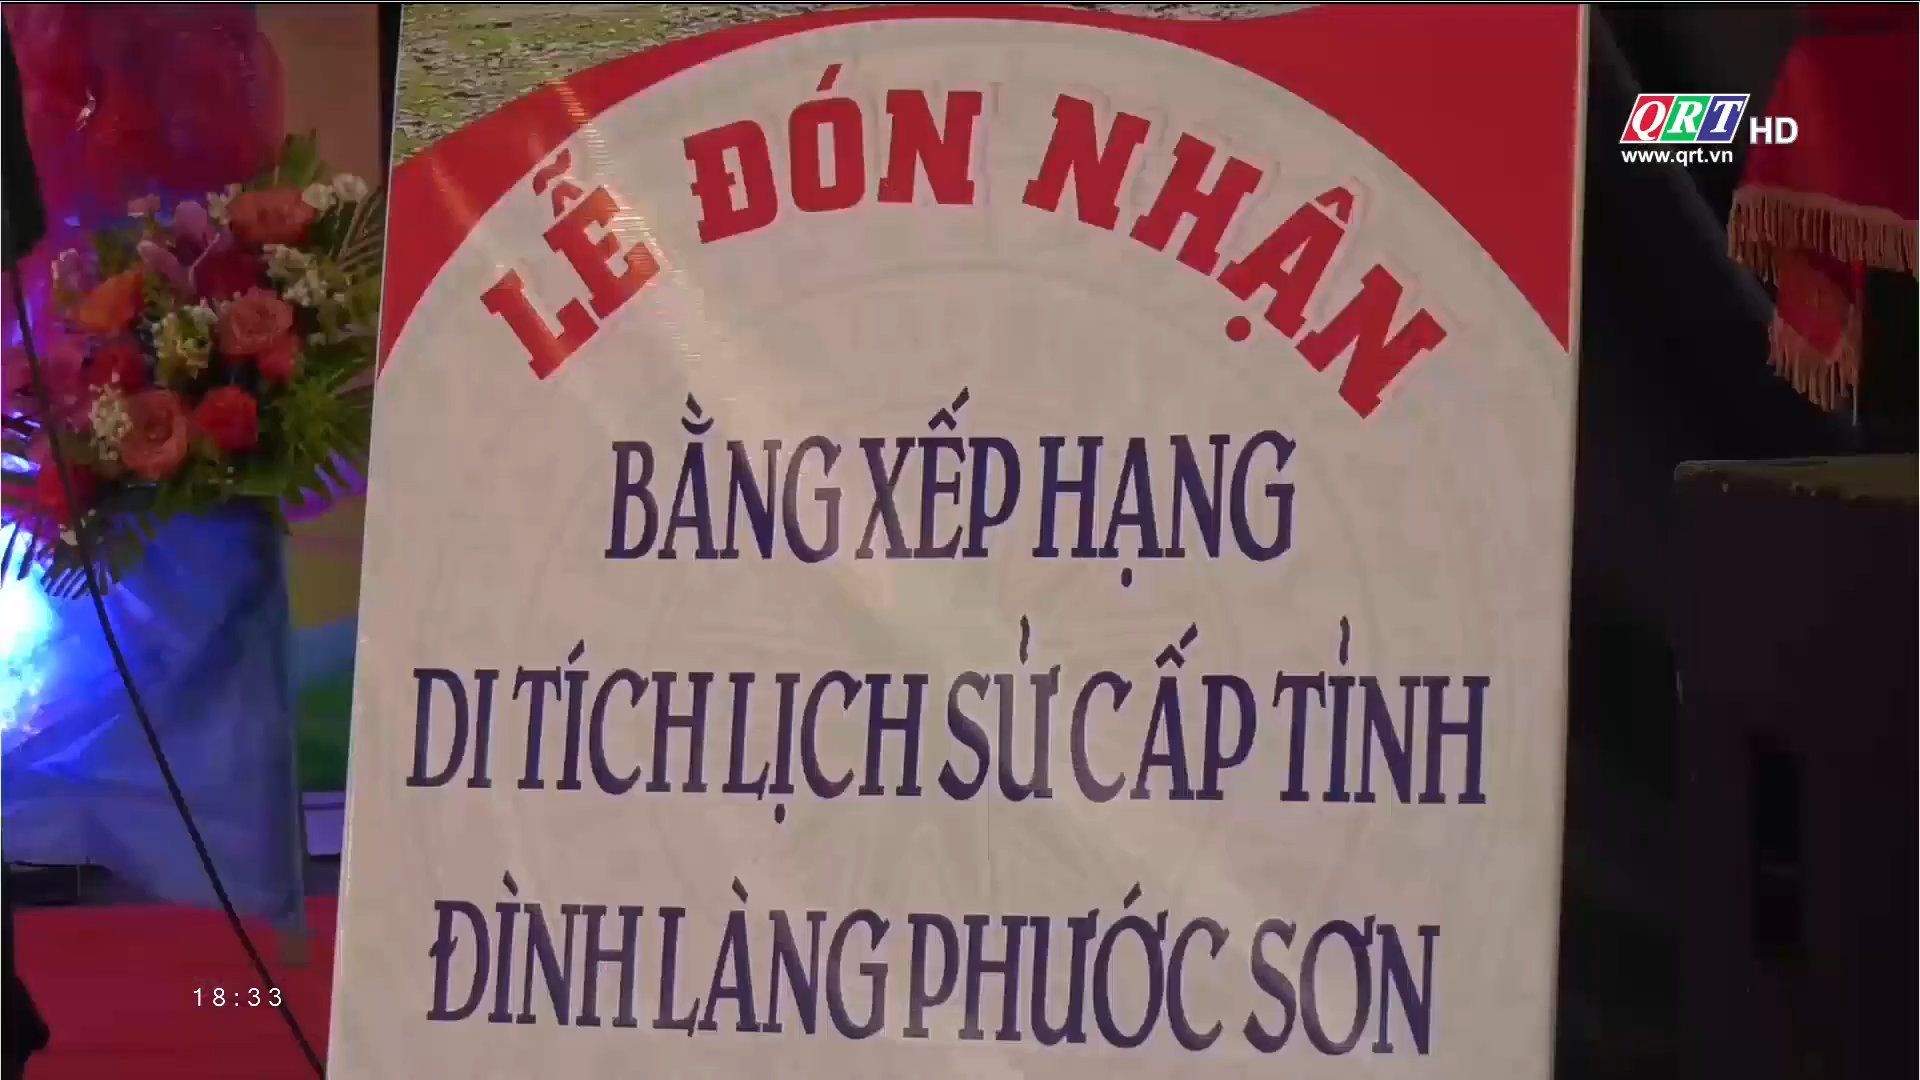 QRT HD
www.qrt.vn
LỄ ĐÓN NHẬN
BẰNG XẾP HẠNG
DI TÍCH LỊCH SỬ CẤP TỈNH
ĐÌNH LÀNG PHƯỚC SƠN
18:33